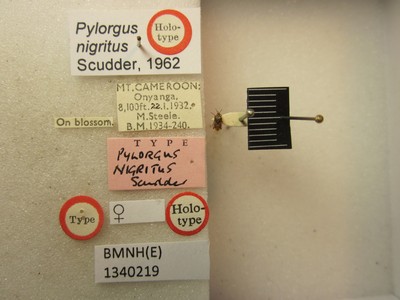 Pylorgus
nigritus
Scudder, 1962
Holo-
type
MT. CAMEROON:
Onyanga.
8,100ft. 22.1.1932.
M.Steele.
B.M.1934-240.
On blossom.
TYPE
PYLORGUS
NIGRITUS
Scudder
Type
♀
Holo-
type
BMNH(E)
1340219